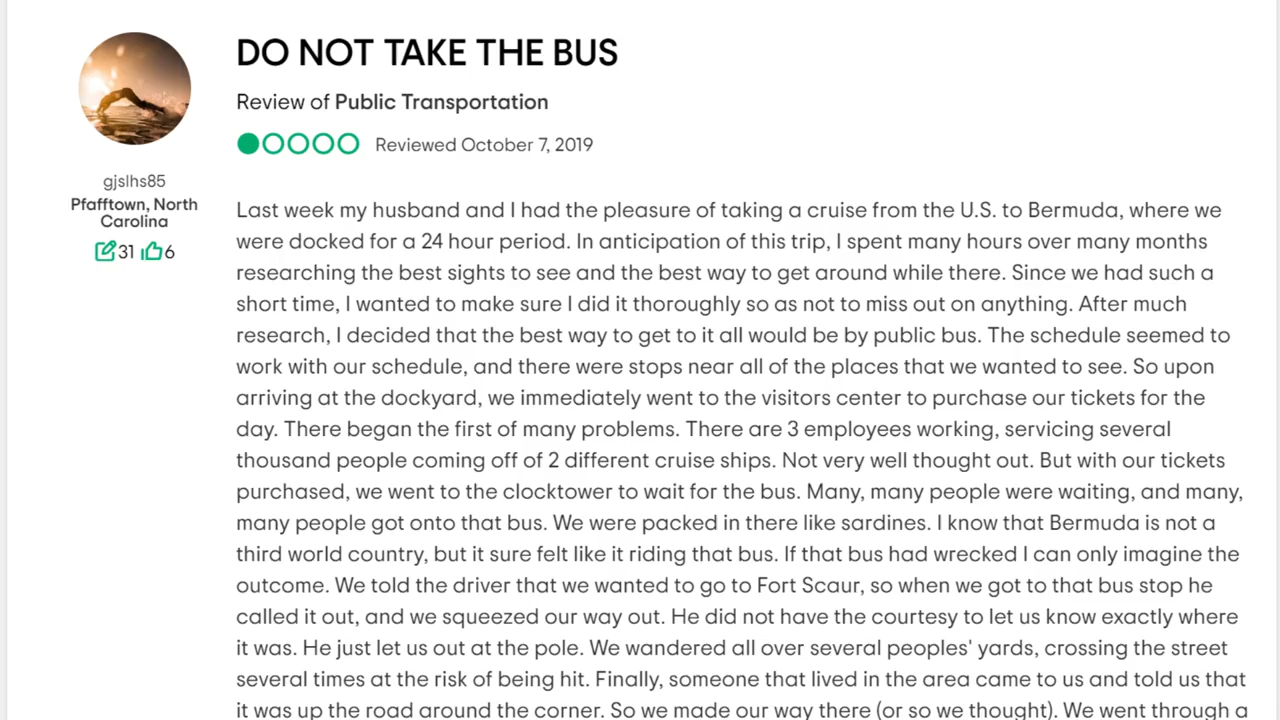 DO NOT TAKE THE BUS
Review of Public Transportation
Reviewed October 7, 2019
gjslhs85
Pfafftown, North
Carolina
31 6
Last week my husband and I had the pleasure of taking a cruise from the U.S. to Bermuda, where we
were docked for a 24 hour period. In anticipation of this trip, I spent many hours over many months
researching the best sights to see and the best way to get around while there. Since we had such a
short time, I wanted to make sure I did it thoroughly so as not to miss out on anything. After much
research, I decided that the best way to get to it all would be by public bus. The schedule seemed to
work with our schedule, and there were stops near all of the places that we wanted to see. So upon
arriving at the dockyard, we immediately went to the visitors center to purchase our tickets for the
day. There began the first of many problems. There are 3 employees working, servicing several
thousand people coming off of 2 different cruise ships. Not very well thought out. But with our tickets
purchased, we went to the clocktower to wait for the bus. Many, many people were waiting, and many,
many people got onto that bus. We were packed in there like sardines. I know that Bermuda is not a
third world country, but it sure felt like it riding that bus. If that bus had wrecked I can only imagine the
outcome. We told the driver that we wanted to go to Fort Scaur, so when we got to that bus stop he
called it out, and we squeezed our way out. He did not have the courtesy to let us know exactly where
it was. He just let us out at the pole. We wandered all over several peoples' yards, crossing the street
several times at the risk of being hit. Finally, someone that lived in the area came to us and told us that
it was up the road around the corner. So we made our way there (or so we thought). We went through a